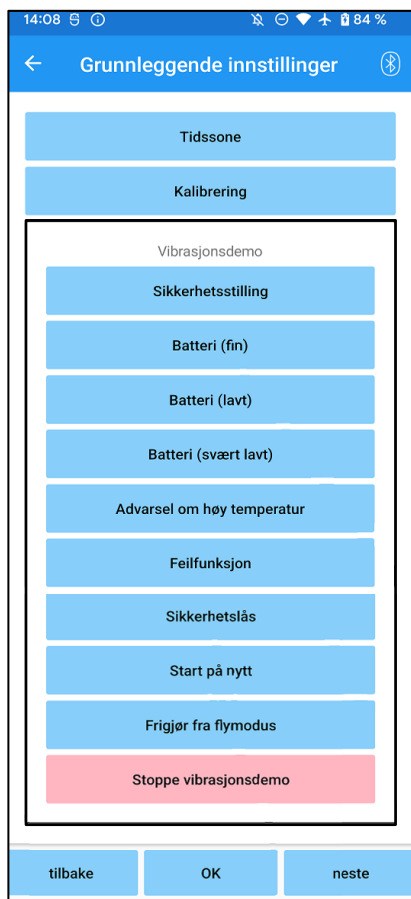 14:08 84 %
Grunnleggende innstillinger
Tidssone
Kalibrering
Vibrasjonsdemo
Sikkerhetsstilling
Batteri (fin)
Batteri (lavt)
Batteri (svært lavt)
Advarsel om høy temperatur
Feilfunksjon
Sikkerhetslås
Start på nytt
Frigjør fra flymodus
Stoppe vibrasjonsdemo
tilbake OK neste